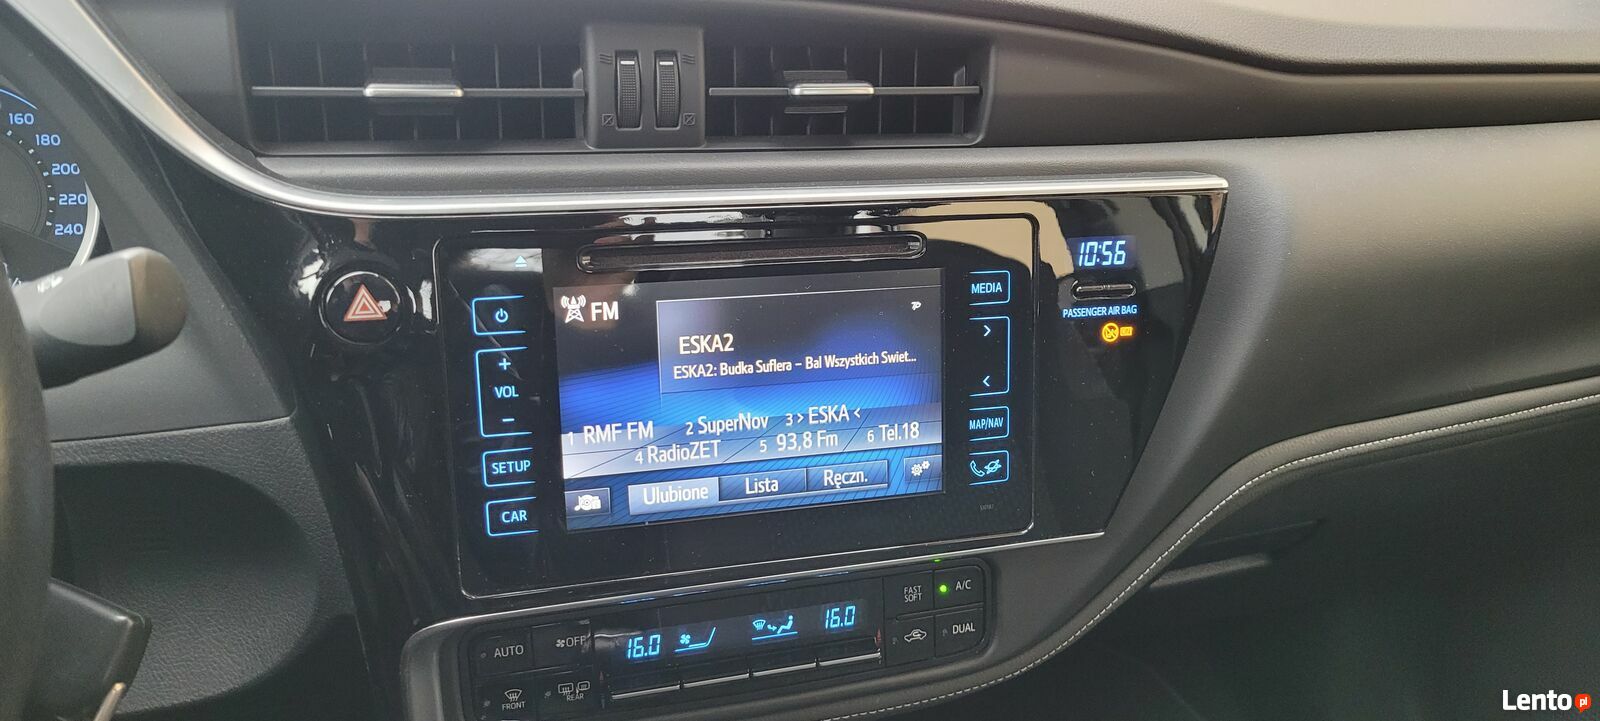 160
180
200
220
240
10:56
PASSENGER AIR BAG
OFF
VOL
SETUP
CAR
FM
ESKA2
ESKA2: Budka Suflera – Bal Wszystkich Swiet...
1 RMF FM 2 SuperNov 3 > ESKA <
4 RadioZET 5 93,8 Fm 6 Tel.18
Ulubione Lista Ręczn.
MEDIA
MAP/NAV
AUTO OFF
16.0 16.0
FAST
SOFT
A/C
DUAL
FRONT
REAR
Lento.pl